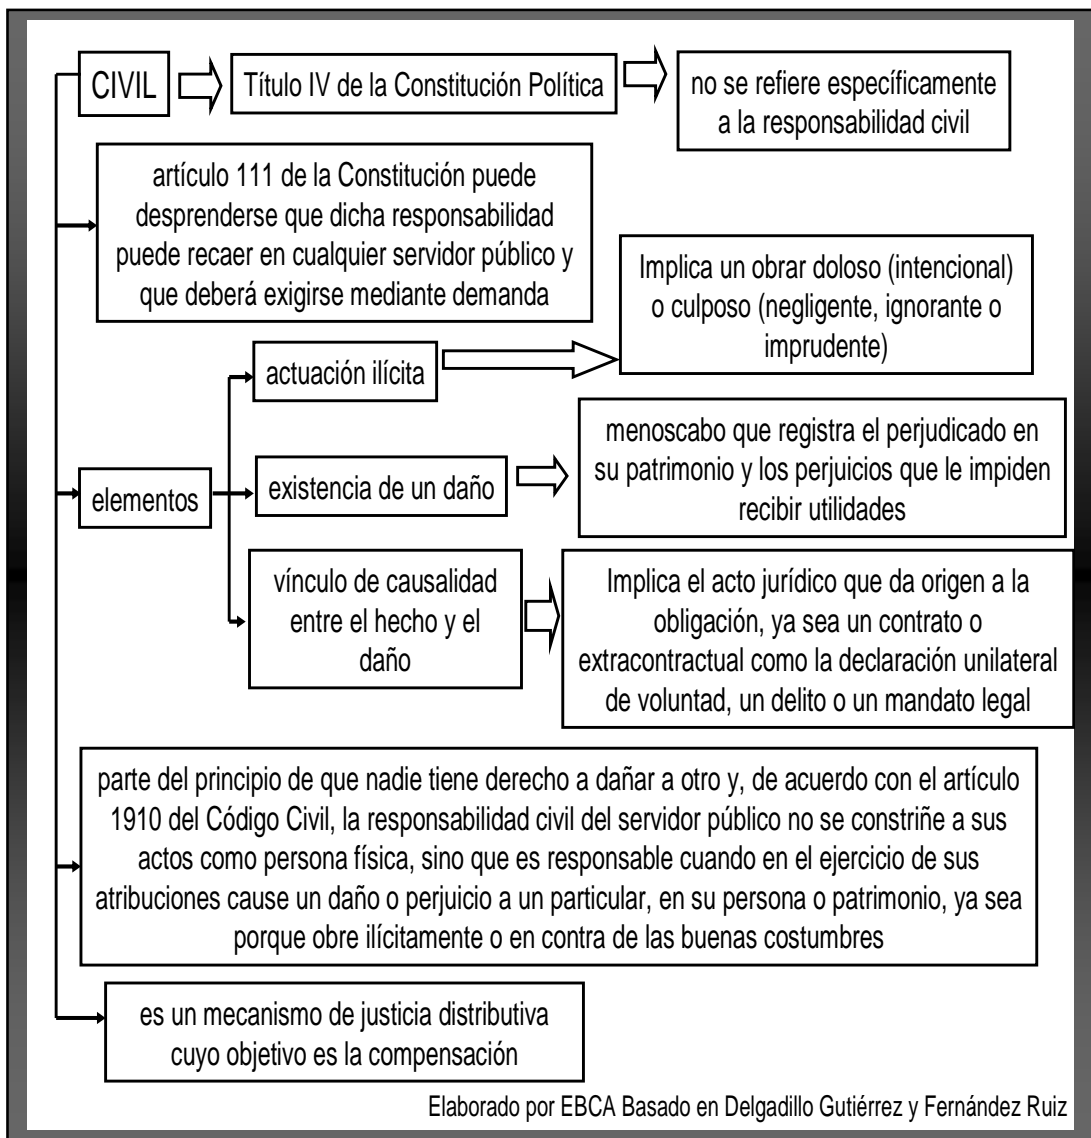 CIVIL
Título IV de la Constitución Política
no se refiere específicamente
a la responsabilidad civil
artículo 111 de la Constitución puede
desprenderse que dicha responsabilidad
puede recaer en cualquier servidor público y
que deberá exigirse mediante demanda
elementos
actuación ilícita
Implica un obrar doloso (intencional)
o culposo (negligente, ignorante o
imprudente)
existencia de un daño
menoscabo que registra el perjudicado en
su patrimonio y los perjuicios que le impiden
recibir utilidades
vínculo de causalidad
entre el hecho y el
daño
Implica el acto jurídico que da origen a la
obligación, ya sea un contrato o
extracontractual como la declaración unilateral
de voluntad, un delito o un mandato legal
parte del principio de que nadie tiene derecho a dañar a otro y, de acuerdo con el artículo
1910 del Código Civil, la responsabilidad civil del servidor público no se constriñe a sus
actos como persona física, sino que es responsable cuando en el ejercicio de sus
atribuciones cause un daño o perjuicio a un particular, en su persona o patrimonio, ya sea
porque obre ilícitamente o en contra de las buenas costumbres
es un mecanismo de justicia distributiva
cuyo objetivo es la compensación
Elaborado por EBCA Basado en Delgadillo Gutiérrez y Fernández Ruiz